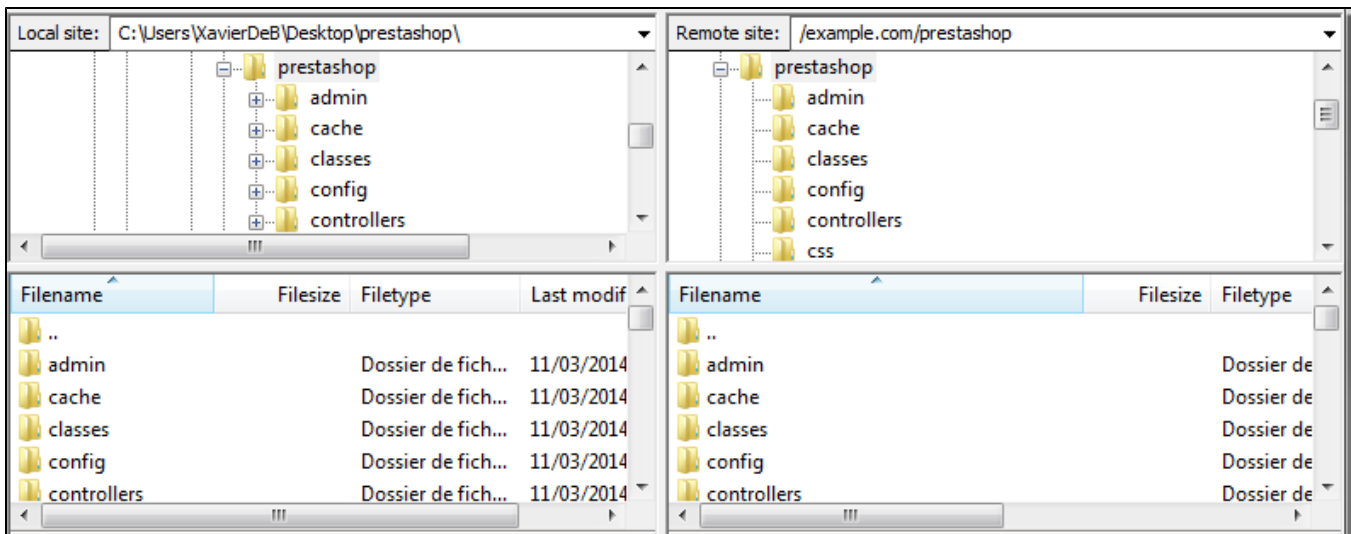 Local site: C:\Users\XavierDeB\Desktop\prestashop\
prestashop
admin
cache
classes
config
controllers
Filename Filesize Filetype Last modif
..
admin Dossier de fich... 11/03/2014
cache Dossier de fich... 11/03/2014
classes Dossier de fich... 11/03/2014
config Dossier de fich... 11/03/2014
controllers Dossier de fich... 11/03/2014
Remote site: /example.com/prestashop
prestashop
admin
cache
classes
config
controllers
css
Filename Filesize Filetype
..
admin Dossier de
cache Dossier de
classes Dossier de
config Dossier de
controllers Dossier de